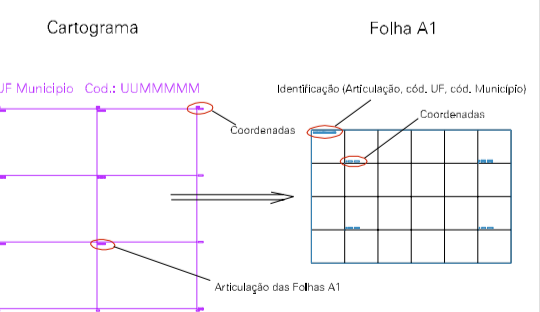 Cartograma
Folha A1
UF Municipio Cod.: UUMMMMM
Identificação (Articulação, cód. UF, cód. Município)
Coordenadas
Coordenadas
Articulação das Folhas A1